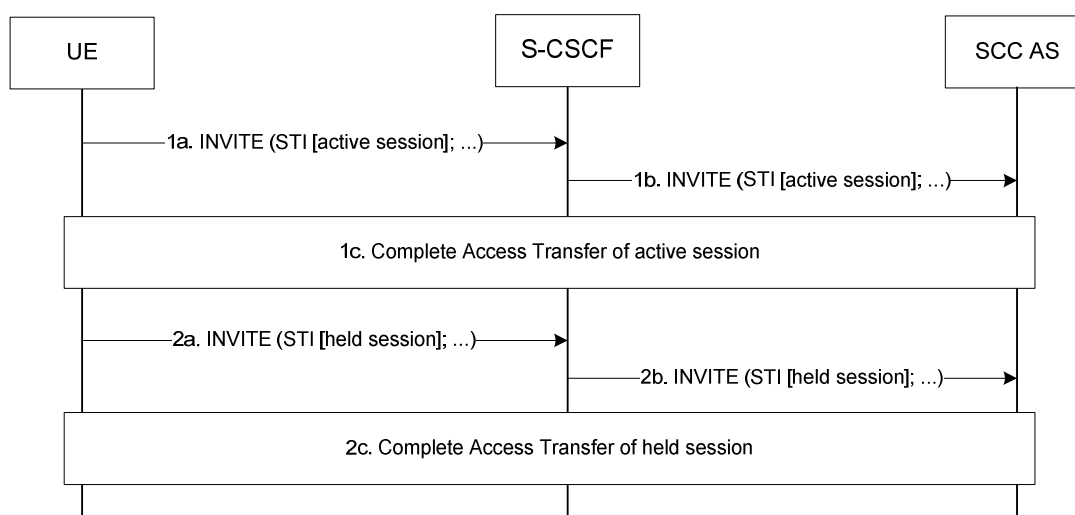 UE
S-CSCF
SCC AS
1a. INVITE (STI [active session]; ...)
1b. INVITE (STI [active session]; ...)
1c. Complete Access Transfer of active session
2a. INVITE (STI [held session]; ...)
2b. INVITE (STI [held session]; ...)
2c. Complete Access Transfer of held session